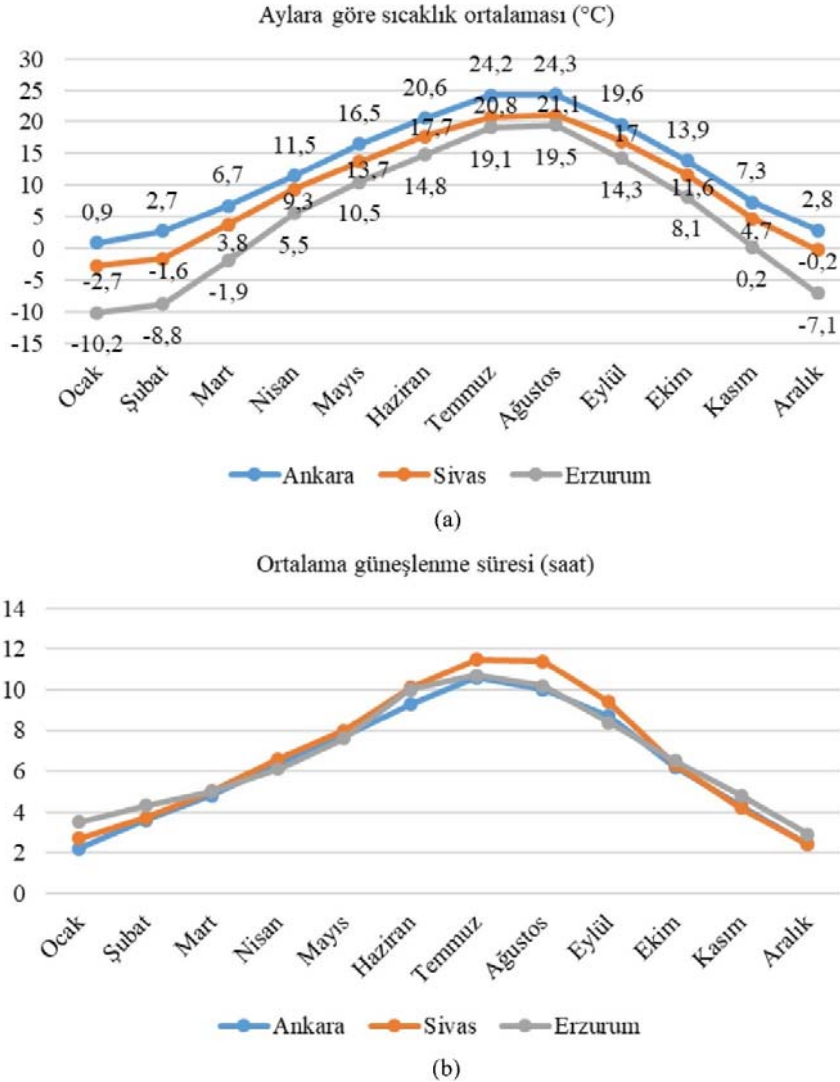 Aylara göre sıcaklık ortalaması (°C)
30
25
20
15
10
5
0
-5
-10
-15
0,9 2,7 6,7 11,5 16,5 20,6 24,2 24,3 19,6 13,9 7,3 2,8
-2,7 -1,6 3,8 9,3 13,7 17,7 20,8 21,1 17 11,6 4,7 -0,2
-10,2 -8,8 -1,9 5,5 10,5 14,8 19,1 19,5 14,3 8,1 0,2 -7,1
Ocak Şubat Mart Nisan Mayıs Haziran Temmuz Ağustos Eylül Ekim Kasım Aralık
Ankara Sivas Erzurum
(a)
Ortalama güneşlenme süresi (saat)
14
12
10
8
6
4
2
0
Ocak Şubat Mart Nisan Mayıs Haziran Temmuz Ağustos Eylül Ekim Kasım Aralık
Ankara Sivas Erzurum
(b)